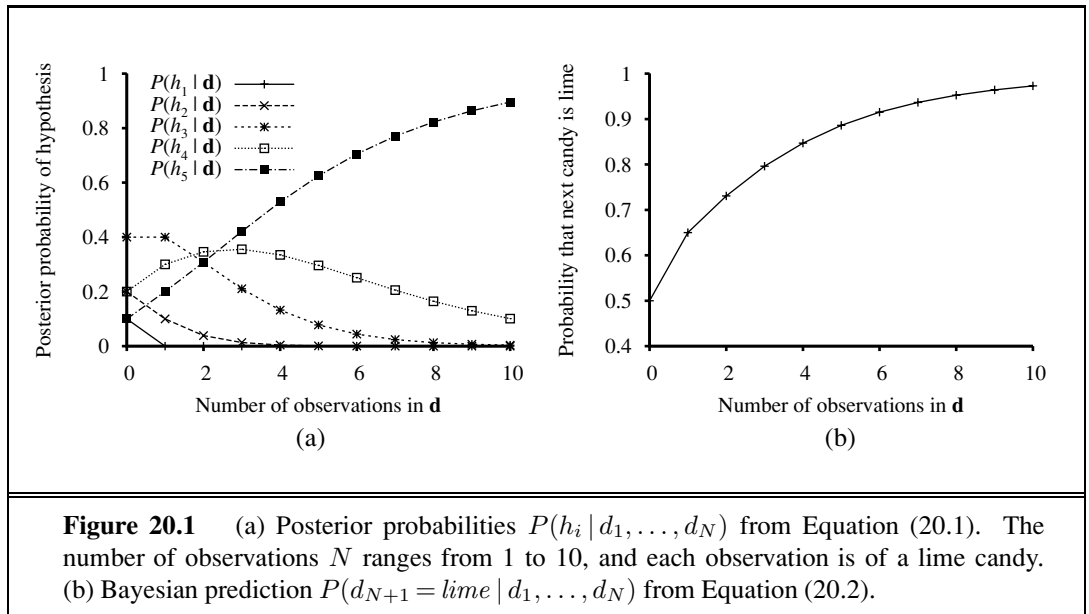 Posterior probability of hypothesis
P(h1 | d)
P(h2 | d)
P(h3 | d)
P(h4 | d)
P(h5 | d)
1
0.8
0.6
0.4
0.2
0
0 2 4 6 8 10
Number of observations in d
(a)
Probability that next candy is lime
1
0.9
0.8
0.7
0.6
0.5
0.4
0 2 4 6 8 10
Number of observations in d
(b)
Figure 20.1 (a) Posterior probabilities P(hi | d1, . . . , dN) from Equation (20.1). The
number of observations N ranges from 1 to 10, and each observation is of a lime candy.
(b) Bayesian prediction P(dN+1 = lime | d1, . . . , dN) from Equation (20.2).